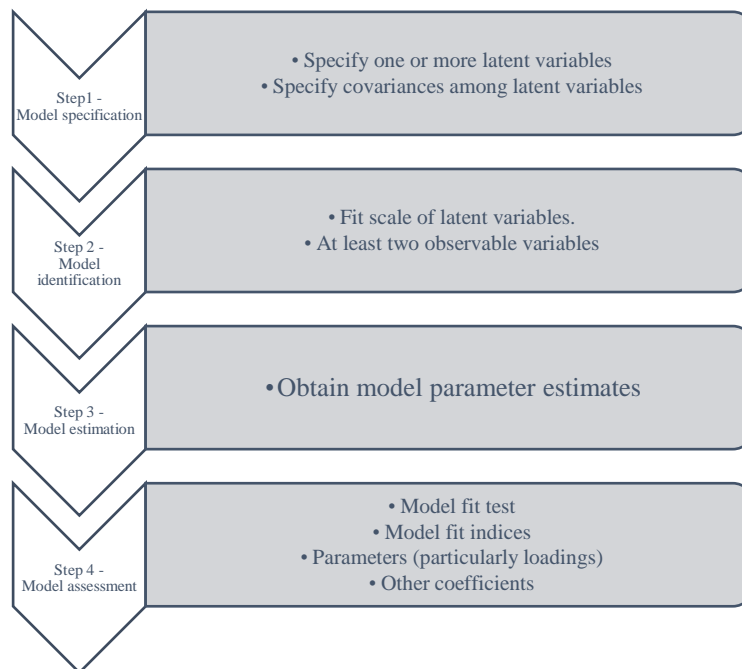 Step1 -
Model specification
• Specify one or more latent variables
• Specify covariances among latent variables
Step 2 -
Model
identification
• Fit scale of latent variables.
• At least two observable variables
Step 3 -
Model estimation
• Obtain model parameter estimates
Step 4 -
Model assessment
• Model fit test
• Model fit indices
• Parameters (particularly loadings)
• Other coefficients